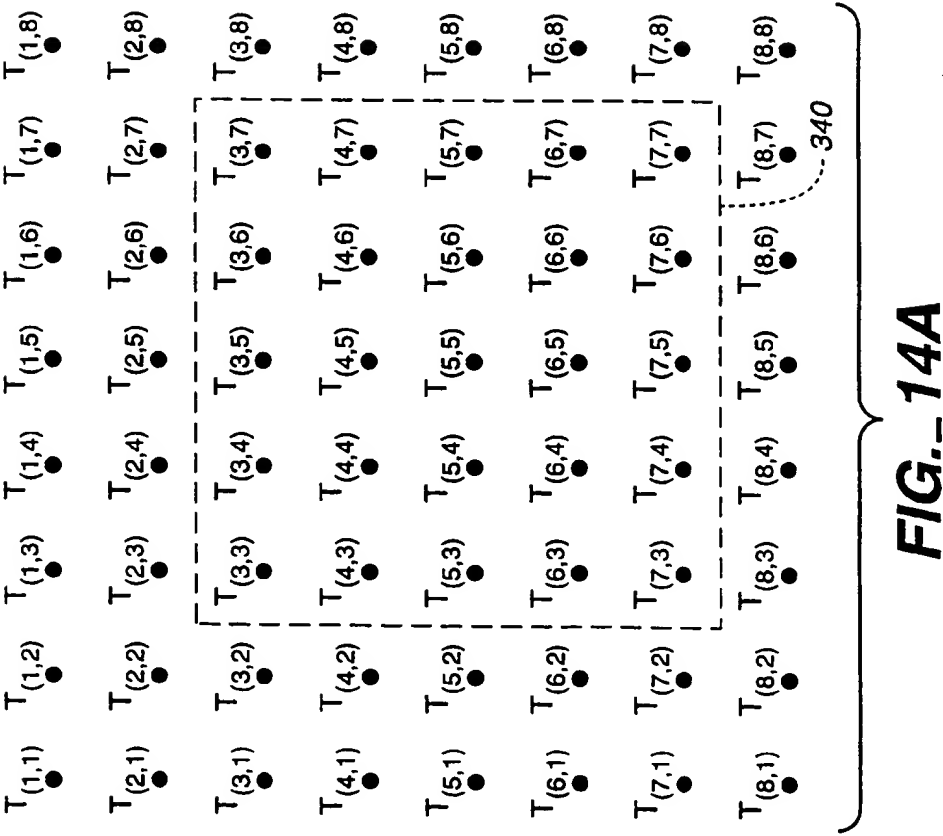 T(1,1) T(1,2) T(1,3) T(1,4) T(1,5) T(1,6) T(1,7) T(1,8)
T(2,1) T(2,2) T(2,3) T(2,4) T(2,5) T(2,6) T(2,7) T(2,8)
T(3,1) T(3,2) T(3,3) T(3,4) T(3,5) T(3,6) T(3,7) T(3,8)
T(4,1) T(4,2) T(4,3) T(4,4) T(4,5) T(4,6) T(4,7) T(4,8)
T(5,1) T(5,2) T(5,3) T(5,4) T(5,5) T(5,6) T(5,7) T(5,8)
T(6,1) T(6,2) T(6,3) T(6,4) T(6,5) T(6,6) T(6,7) T(6,8)
T(7,1) T(7,2) T(7,3) T(7,4) T(7,5) T(7,6) T(7,7) T(7,8)
T(8,1) T(8,2) T(8,3) T(8,4) T(8,5) T(8,6) T(8,7) T(8,8)
340
FIG._14A